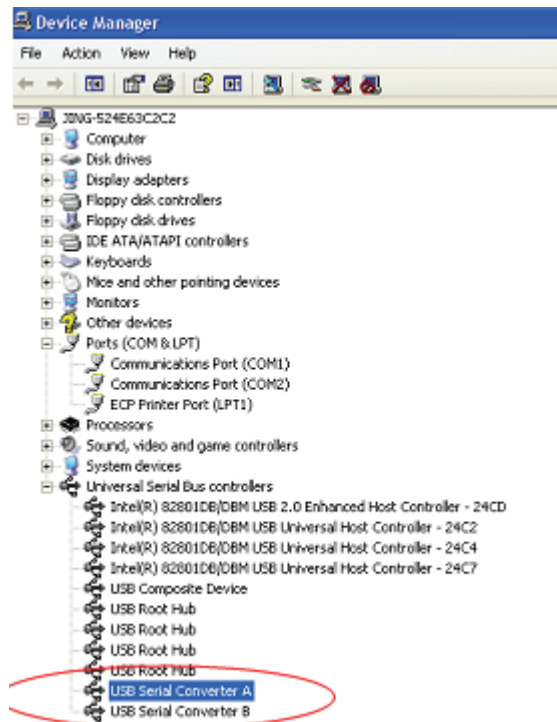 Device Manager
File Action View Help
JING-524E63C2C2
Computer
Disk drives
Display adapters
Floppy disk controllers
Floppy disk drives
IDE ATA/ATAPI controllers
Keyboards
Mice and other pointing devices
Monitors
Other devices
Ports (COM & LPT)
Communications Port (COM1)
Communications Port (COM2)
ECP Printer Port (LPT1)
Processors
Sound, video and game controllers
System devices
Universal Serial Bus controllers
Intel(R) 82801DB/DBM USB 2.0 Enhanced Host Controller - 24CD
Intel(R) 82801DB/DBM USB Universal Host Controller - 24C2
Intel(R) 82801DB/DBM USB Universal Host Controller - 24C4
Intel(R) 82801DB/DBM USB Universal Host Controller - 24C7
USB Composite Device
USB Root Hub
USB Root Hub
USB Root Hub
USB Root Hub
USB Serial Converter A
USB Serial Converter B